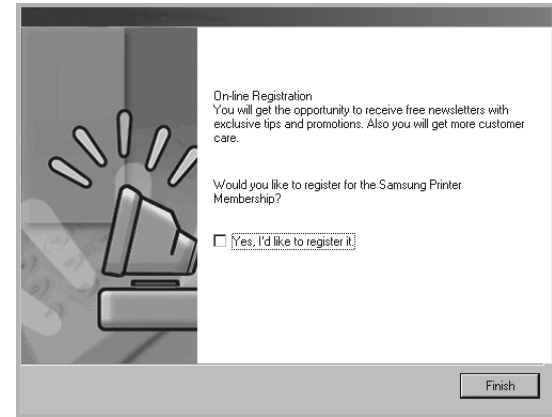 On-line Registration
You will get the opportunity to receive free newsletters with
exclusive tips and promotions. Also you will get more customer
care.
Would you like to register for the Samsung Printer
Membership?
Yes, I'd like to register it.
Finish